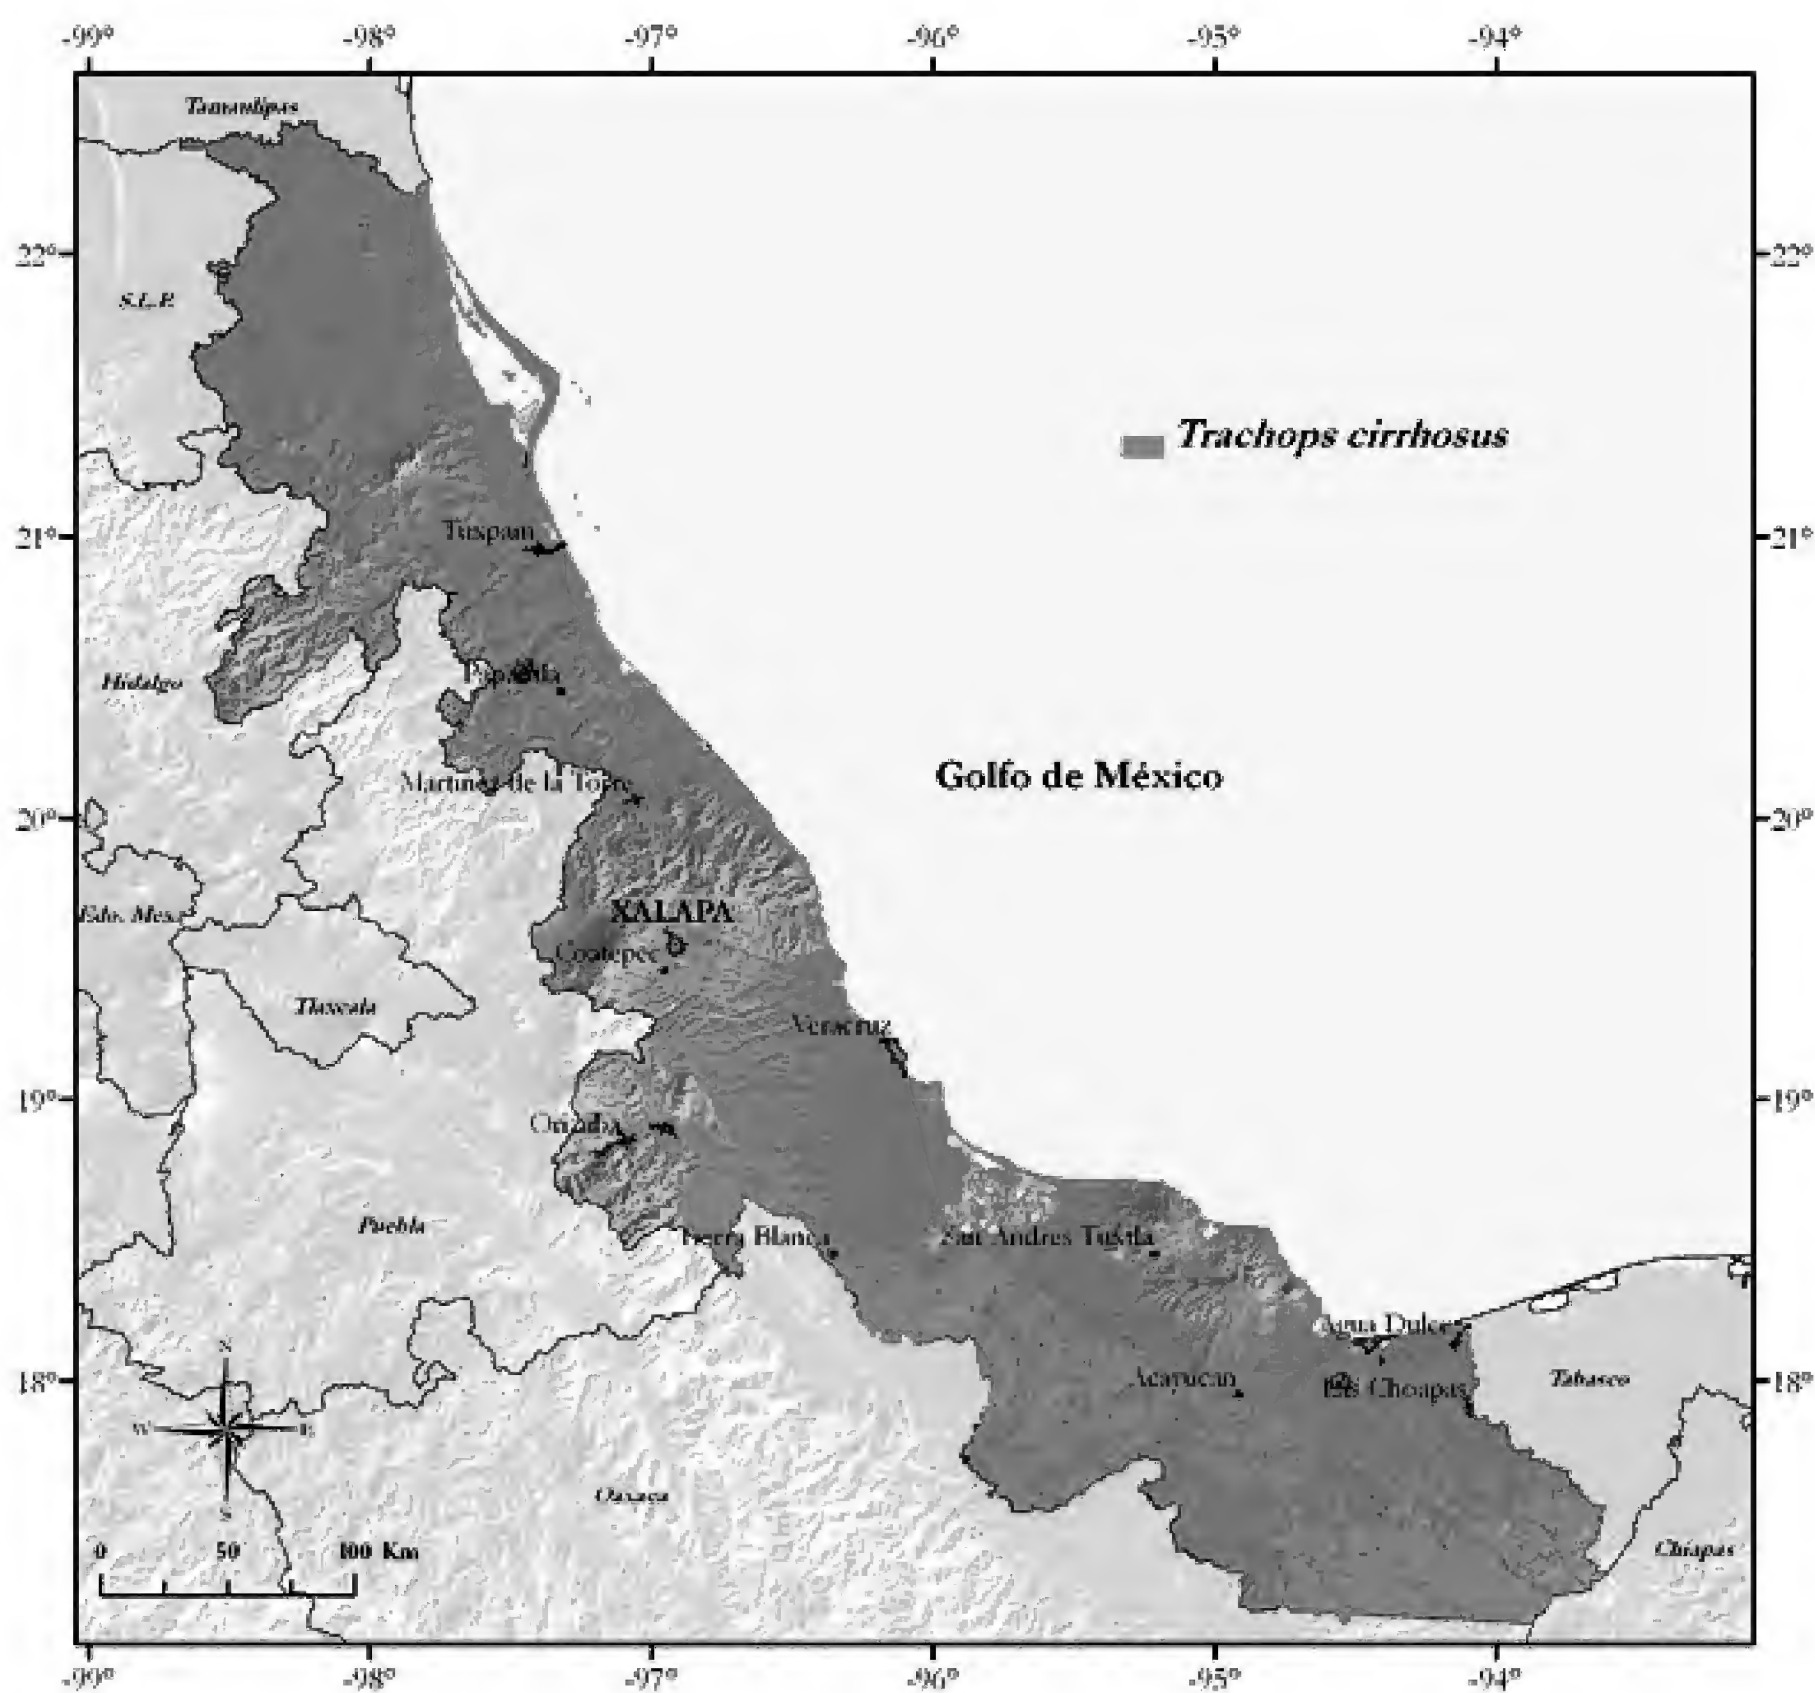 -99° -98° -97° -96° -95° -94°
Tamaulipas
22° 22°
S.L.P.
Trachops cirrhosus
Tuxpam
21° 21°
Hidalgo
Papantla
Golfo de México
Martinez de la Torre
20° 20°
XALAPA
Edo. Mexa
Coatepec
Tlaxcala
Veracruz
19° 19°
Orizaba
Puebla
Tierra Blanca
San Andres Tuxtla
Agua Dulce
18° 18°
Acayucan
Las Choapas
Tabasco
N
W E
S
Oaxaca
0 50 100 Km
Chiapas
-99° -98° -97° -96° -95° -94°